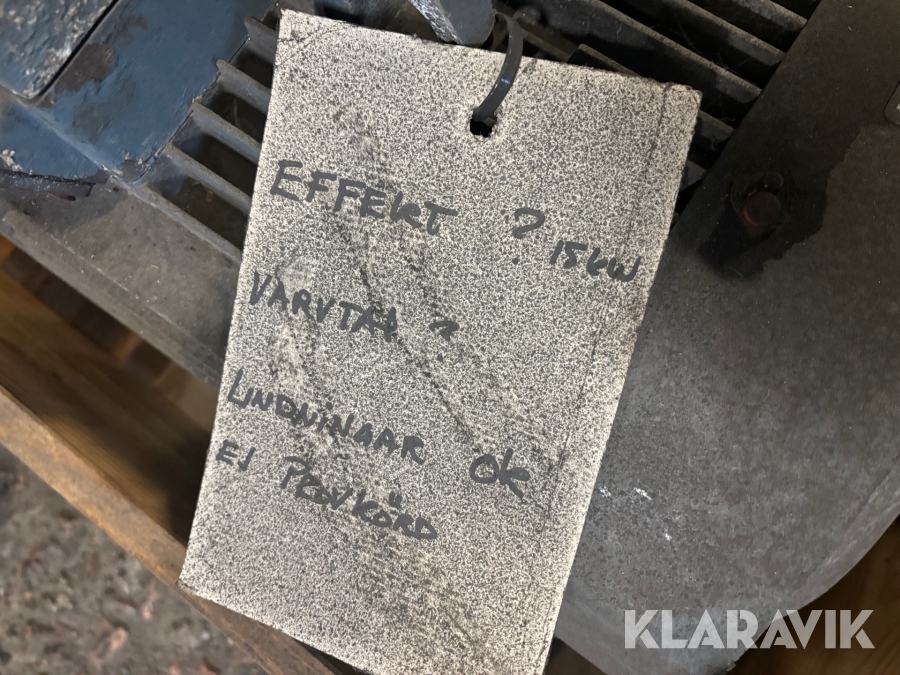 EFFEKT ? 15kW
VARVTAL ?
LINDNINGAR Ok
EJ PROVKÖRD
KLARAVIK